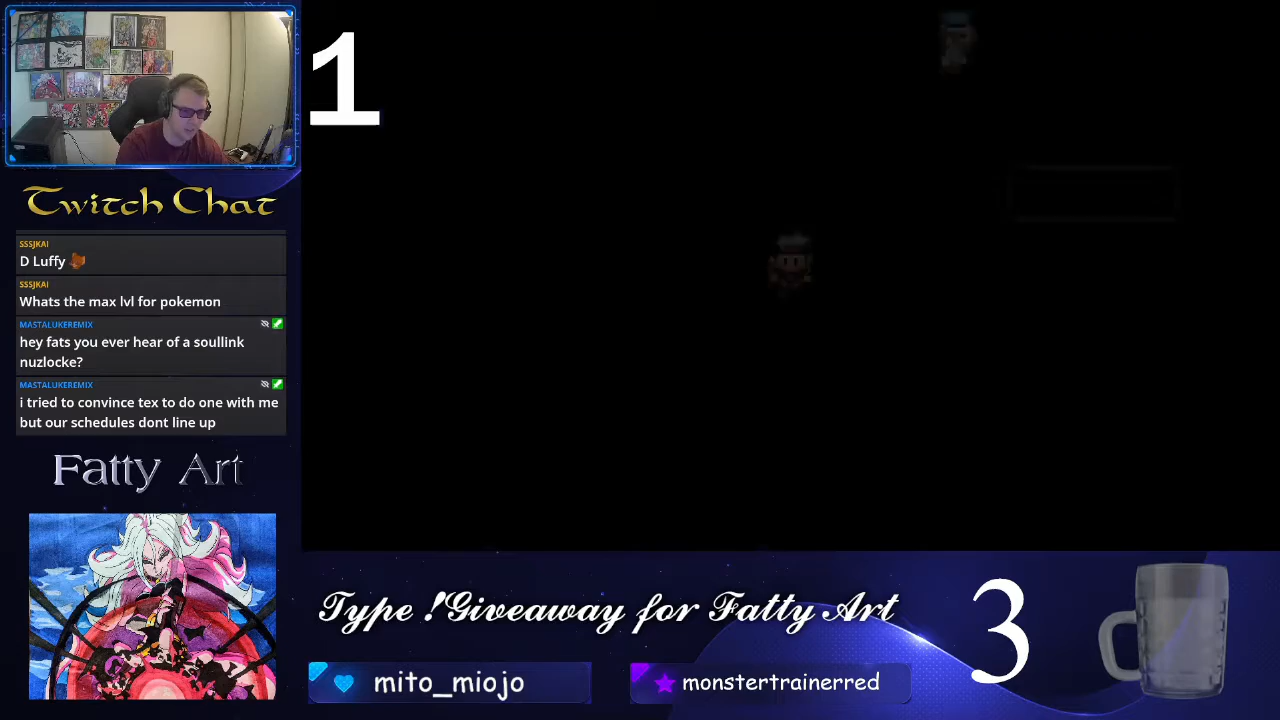 1
Twitch Chat
SSSJKAI
D Luffy
SSSJKAI
Whats the max lvl for pokemon
MASTALUKEREMIX
hey fats you ever hear of a soullink
nuzlocke?
MASTALUKEREMIX
i tried to convince tex to do one with me
but our schedules dont line up
Fatty Art
Type !Giveaway for Fatty Art
3
mito_miojo
monstertrainerred